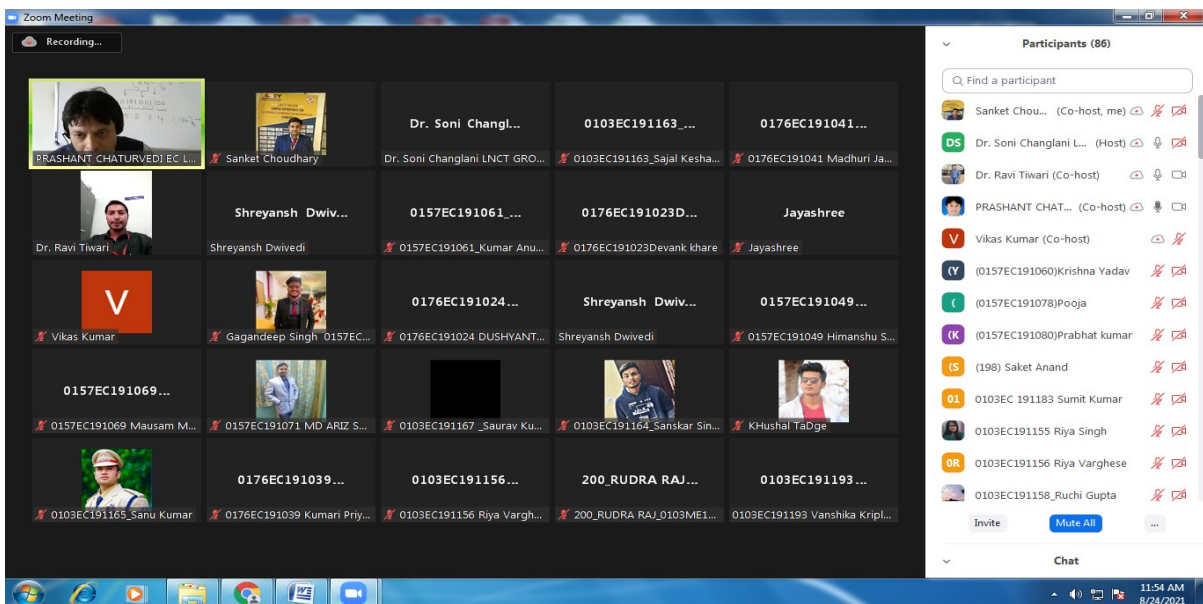 Zoom Meeting
Recording...
PRASHANT CHATURVEDI EC L...
Sanket Choudhary
Dr. Soni Changl...
Dr. Soni Changlani LNCT GRO...
0103EC191163_...
0103EC191163_Sajal Kesha...
0176EC191041...
0176EC191041 Madhuri Ja...
Dr. Ravi Tiwari
Shreyansh Dwiv...
Shreyansh Dwivedi
0157EC191061_...
0157EC191061_Kumar Anu...
0176EC191023D...
0176EC191023Devank khare
Jayashree
Jayashree
V
Vikas Kumar
Gagandeep Singh 0157EC...
0176EC191024...
0176EC191024 DUSHYANT...
Shreyansh Dwiv...
Shreyansh Dwivedi
0157EC191049...
0157EC191049 Himanshu S...
0157EC191069...
0157EC191069 Mausam M...
0157EC191071 MD ARIZ S...
0103EC191167 _Saurav Ku...
0103EC191164_Sanskar Sin...
KHushal TaDge
0103EC191165_Sanu Kumar
0176EC191039...
0176EC191039 Kumari Priy...
0103EC191156...
0103EC191156 Riya Vargh...
200_RUDRA RAJ...
200_RUDRA RAJ_0103ME1...
0103EC191193...
0103EC191193 Vanshika Kripl...
Participants (86)
Find a participant
Sanket Chou... (Co-host, me)
DS Dr. Soni Changlani L... (Host)
Dr. Ravi Tiwari (Co-host)
PRASHANT CHAT... (Co-host)
V Vikas Kumar (Co-host)
(Y (0157EC191060)Krishna Yadav
( (0157EC191078)Pooja
(K (0157EC191080)Prabhat kumar
(S (198) Saket Anand
01 0103EC 191183 Sumit Kumar
0103EC191155 Riya Singh
0R 0103EC191156 Riya Varghese
0103EC191158_Ruchi Gupta
Invite Mute All ...
Chat
11:54 AM
8/24/2021